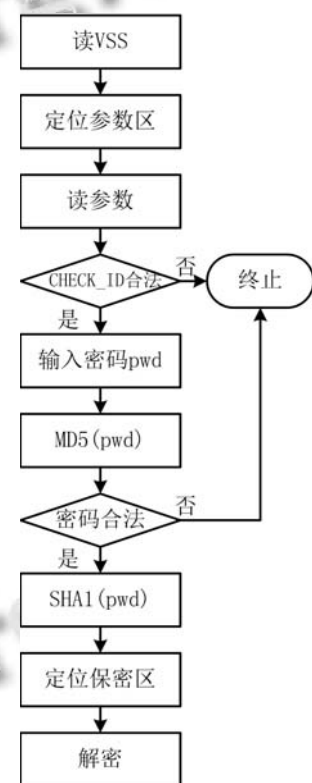 读VSS
定位参数区
读参数
CHECK_ID合法
否
终止
是
输入密码pwd
MD5(pwd)
密码合法
否
是
SHA1(pwd)
定位保密区
解密